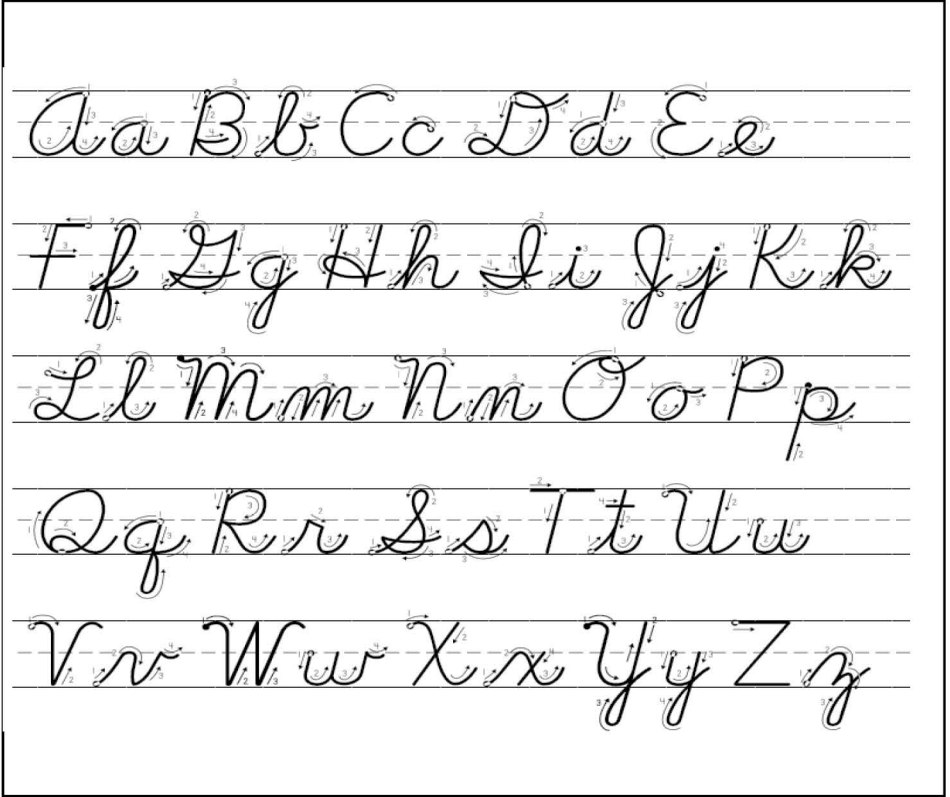 Aa Bb Cc Dd Ee
Ff Gg Hh Ii Jj Kk
Ll Mm Nn Oo Pp
Qq Rr Ss Tt Uu
Vv Ww Xx Yy Zz